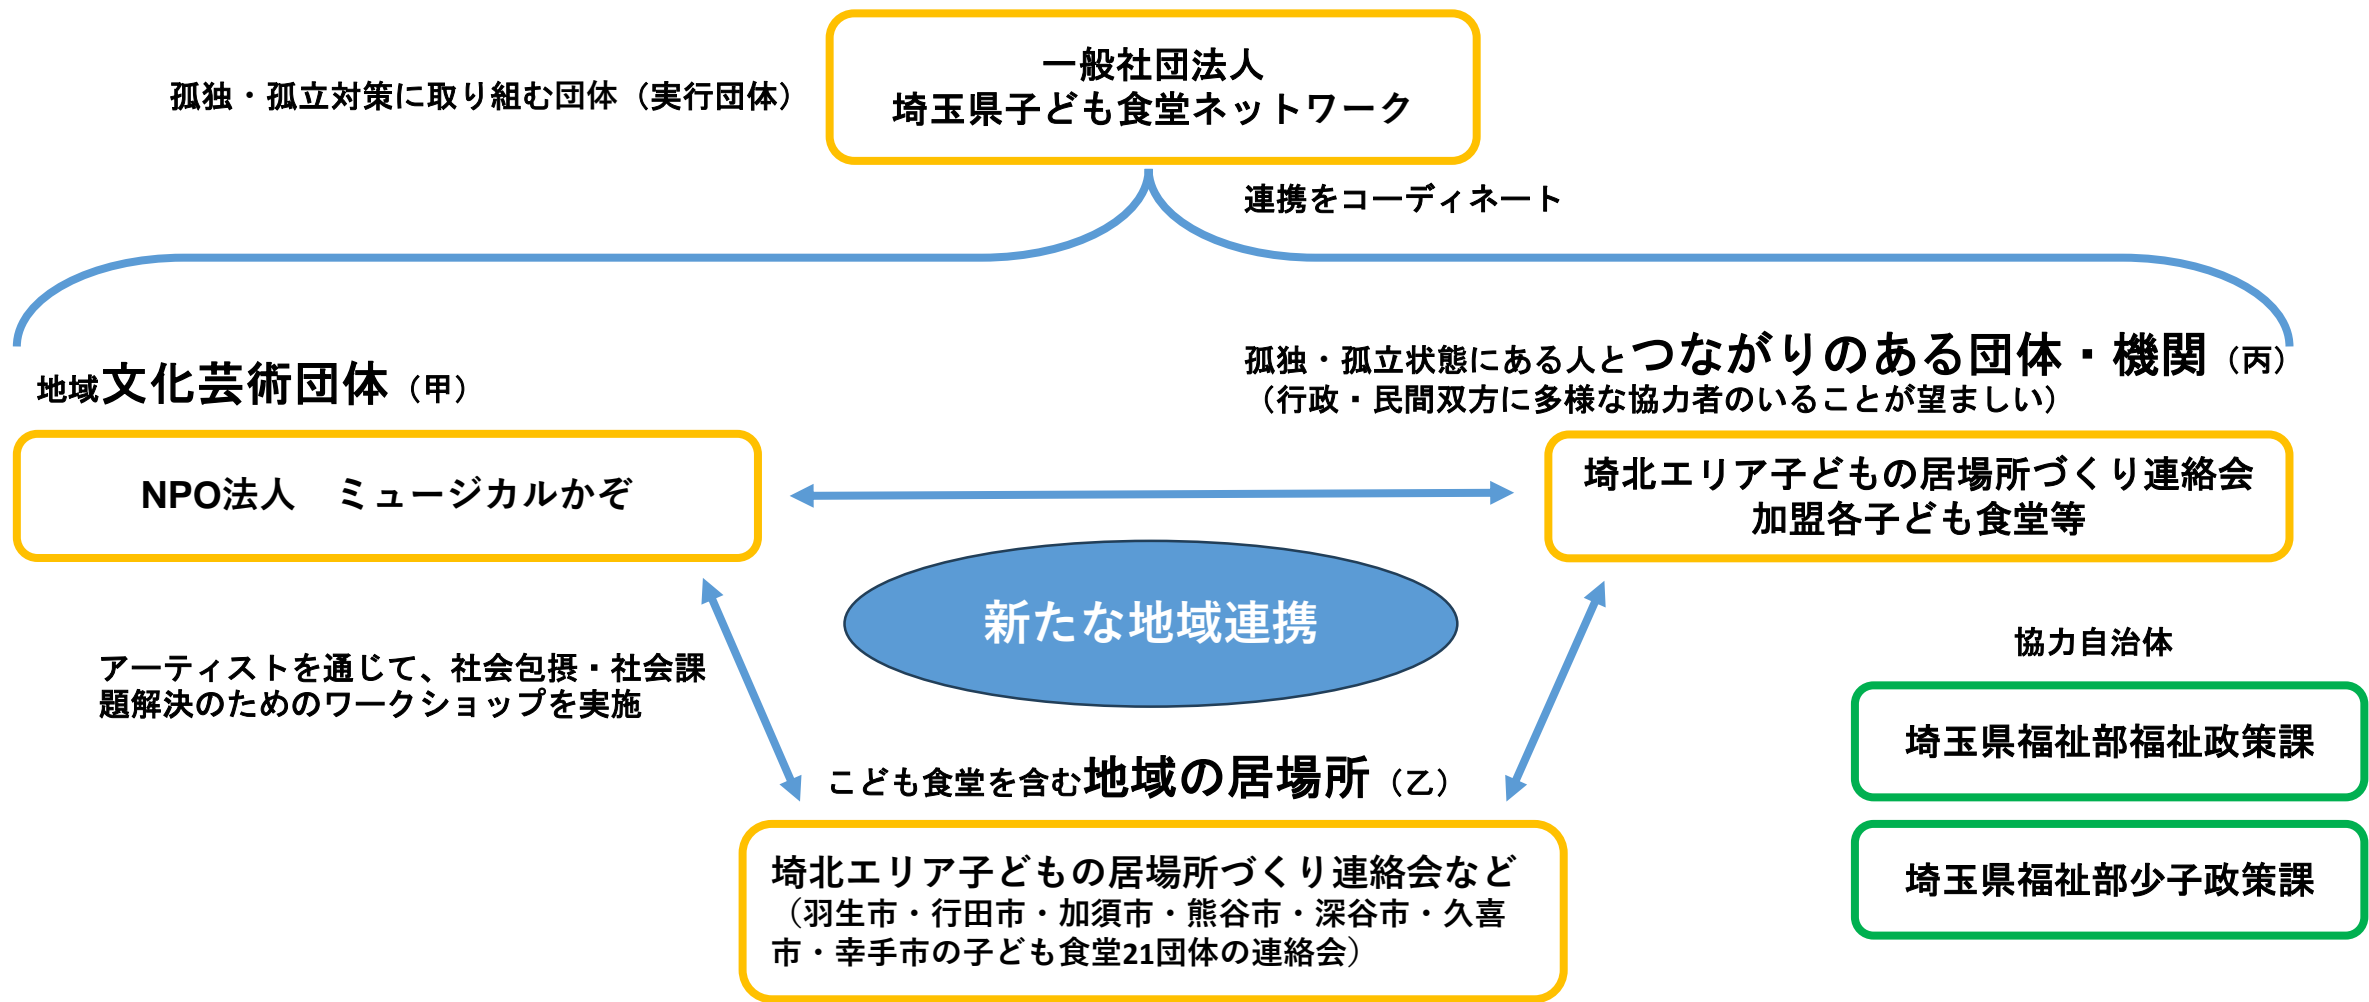 一般社団法人
埼玉県子ども食堂ネットワーク
孤独・孤立対策に取り組む団体（実行団体）
連携をコーディネート
地域文化芸術団体（甲）
孤独・孤立状態にある人とつながりのある団体・機関（丙）
（行政・民間双方に多様な協力者のいることが望ましい）
NPO法人　ミュージカルかぞ
埼北エリア子どもの居場所づくり連絡会
加盟各子ども食堂等
新たな地域連携
アーティストを通じて、社会包摂・社会課
題解決のためのワークショップを実施
協力自治体
埼玉県福祉部福祉政策課
埼玉県福祉部少子政策課
こども食堂を含む地域の居場所（乙）
埼北エリア子どもの居場所づくり連絡会など
（羽生市・行田市・加須市・熊谷市・深谷市・久喜
市・幸手市の子ども食堂21団体の連絡会）